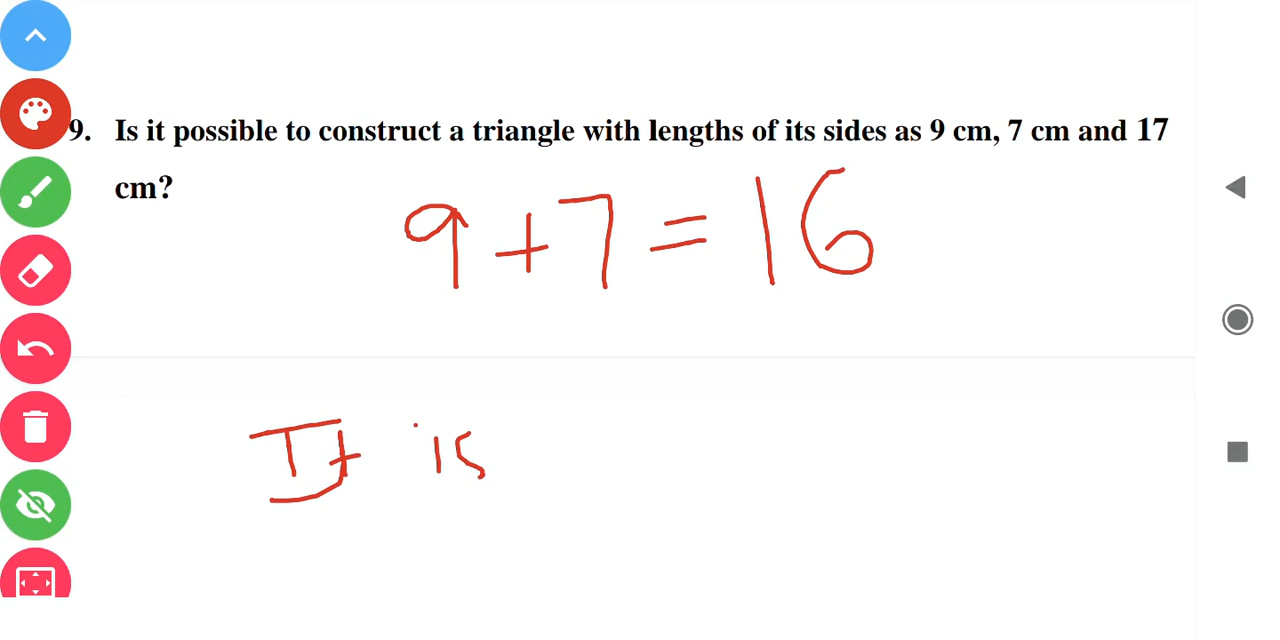 9. Is it possible to construct a triangle with lengths of its sides as 9 cm, 7 cm and 17
cm?
9+7=16
It is